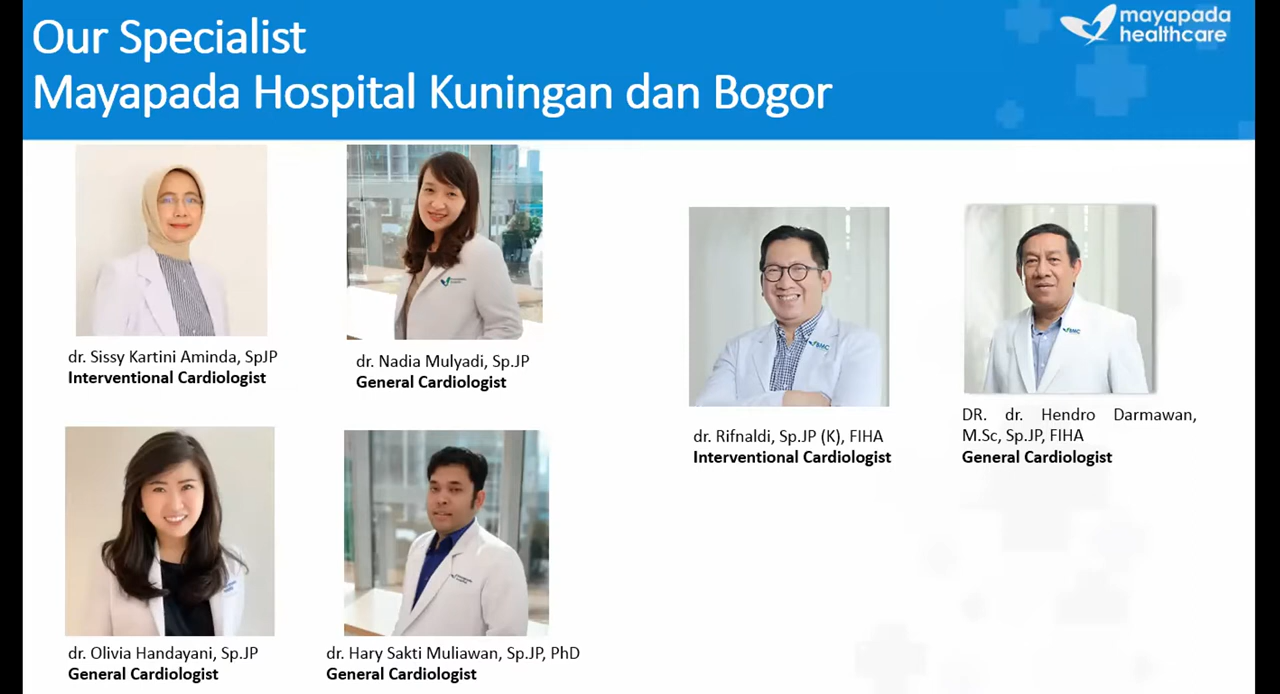 Our Specialist
Mayapada Hospital Kuningan dan Bogor
mayapada
healthcare
dr. Sissy Kartini Aminda, SpJP
Interventional Cardiologist
dr. Nadia Mulyadi, Sp.JP
General Cardiologist
dr. Rifnaldi, Sp.JP (K), FIHA
Interventional Cardiologist
DR. dr. Hendro Darmawan,
M.Sc, Sp.JP, FIHA
General Cardiologist
dr. Olivia Handayani, Sp.JP
General Cardiologist
dr. Hary Sakti Muliawan, Sp.JP, PhD
General Cardiologist
BMC
BMC